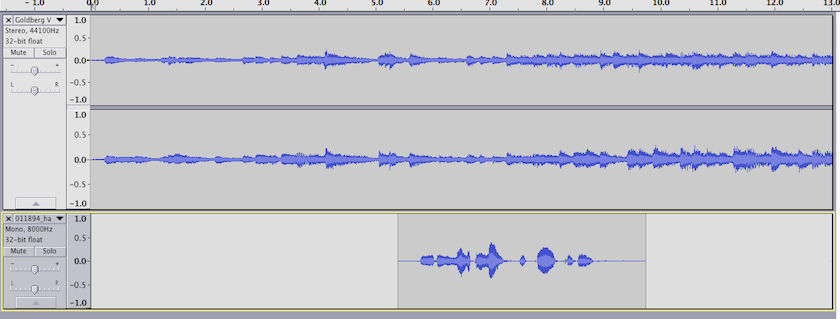 - 1.0 0.0 1.0 2.0 3.0 4.0 5.0 6.0 7.0 8.0 9.0 10.0 11.0 12.0 13.0
Goldberg V
Stereo, 44100Hz
32-bit float
Mute Solo
- +
L R
1.0
0.5-
0.0-
-0.5-
-1.0
1.0
0.5-
0.0-
-0.5-
-1.0
011894_ha
Mono, 8000Hz
32-bit float
Mute Solo
- +
L R
1.0
0.5-
0.0-
-0.5-
-1.0